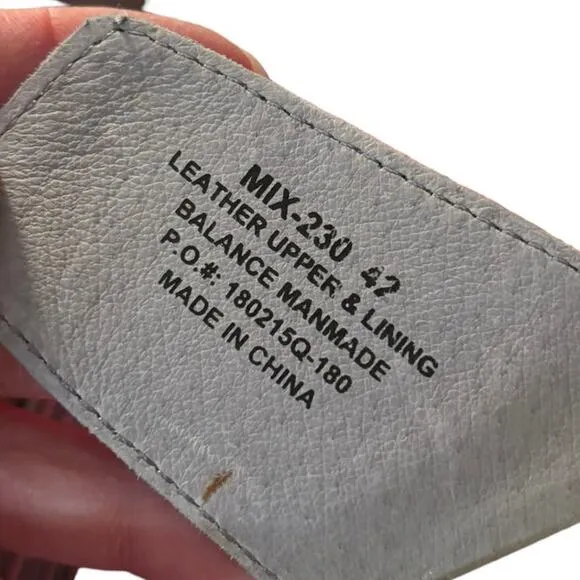 MIX-230 42
LEATHER UPPER & LINING
BALANCE MANMADE
P.O.#: 180215Q-180
MADE IN CHINA